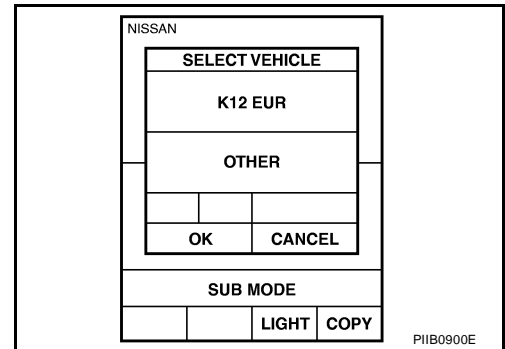 NISSAN
SELECT VEHICLE
K12 EUR
OTHER
OK CANCEL
SUB MODE
LIGHT COPY
PIIB0900E